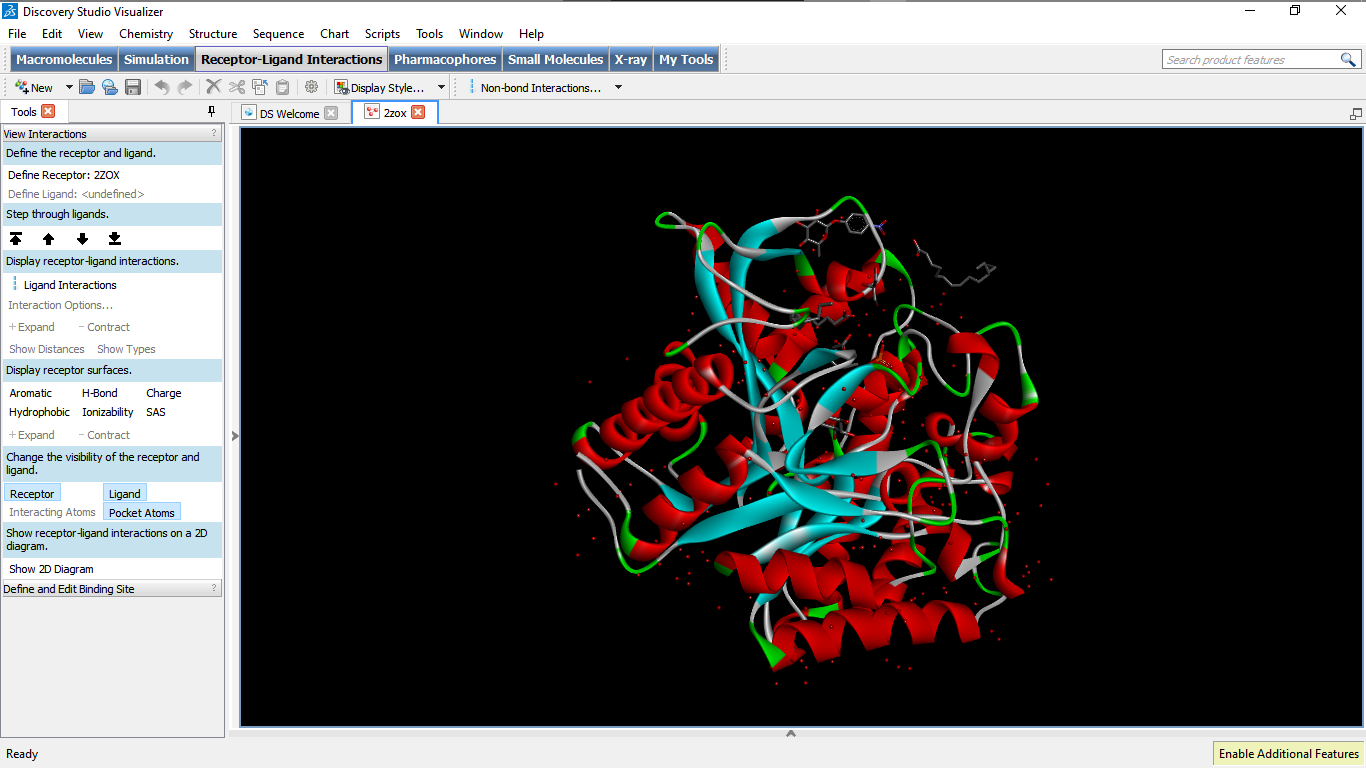 Discovery Studio Visualizer
File Edit View Chemistry Structure Sequence Chart Scripts Tools Window Help
Macromolecules Simulation Receptor-Ligand Interactions Pharmacophores Small Molecules X-ray My Tools
Search product features
New Display Style... Non-bond Interactions...
Tools
DS Welcome 2zox
View Interactions ?
Define the receptor and ligand.
Define Receptor: 2ZOX
Define Ligand: <undefined>
Step through ligands.
Display receptor-ligand interactions.
Ligand Interactions
Interaction Options...
+ Expand − Contract
Show Distances Show Types
Display receptor surfaces.
Aromatic H-Bond Charge
Hydrophobic Ionizability SAS
+ Expand − Contract
Change the visibility of the receptor and
ligand.
Receptor Ligand
Interacting Atoms Pocket Atoms
Show receptor-ligand interactions on a 2D
diagram.
Show 2D Diagram
Define and Edit Binding Site ?
Ready
Enable Additional Features